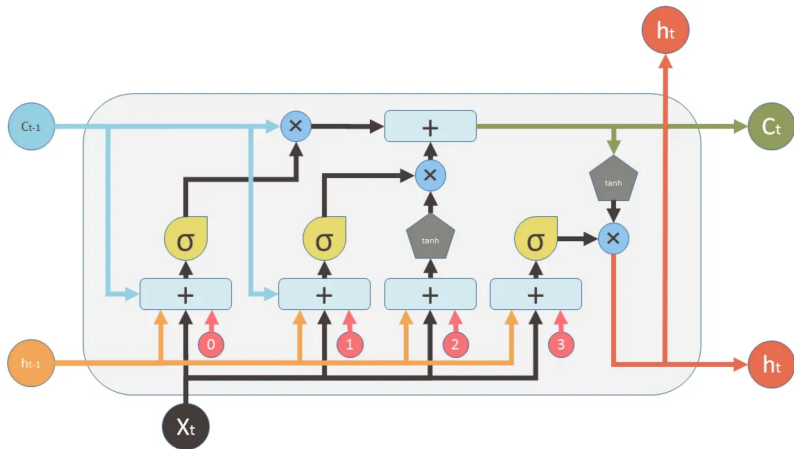 ht
Ct-1
×
+
Ct
tanh
×
tanh
σ
σ
σ
×
+
+
+
+
0
1
2
3
ht-1
ht
Xt